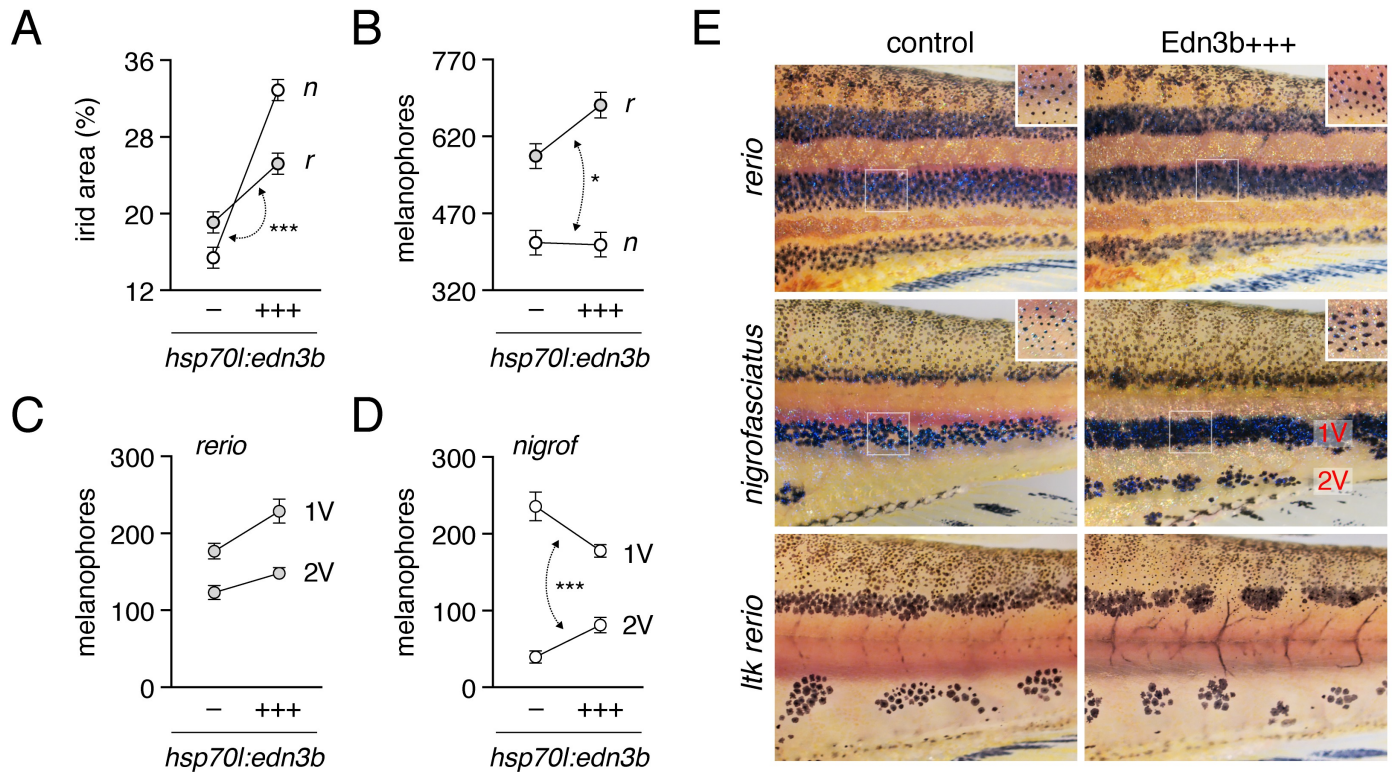 A
36
28
20
12
irid area (%)
n
r
***
– +++
hsp70l:edn3b
B
770
620
470
320
melanophores
r
*
n
– +++
hsp70l:edn3b
C
rerio
300
200
100
0
melanophores
1V
2V
– +++
hsp70l:edn3b
D
nigrof
300
200
100
0
melanophores
1V
***
2V
– +++
hsp70l:edn3b
E
control Edn3b+++
rerio
nigrofasciatus
1V
2V
ltk rerio